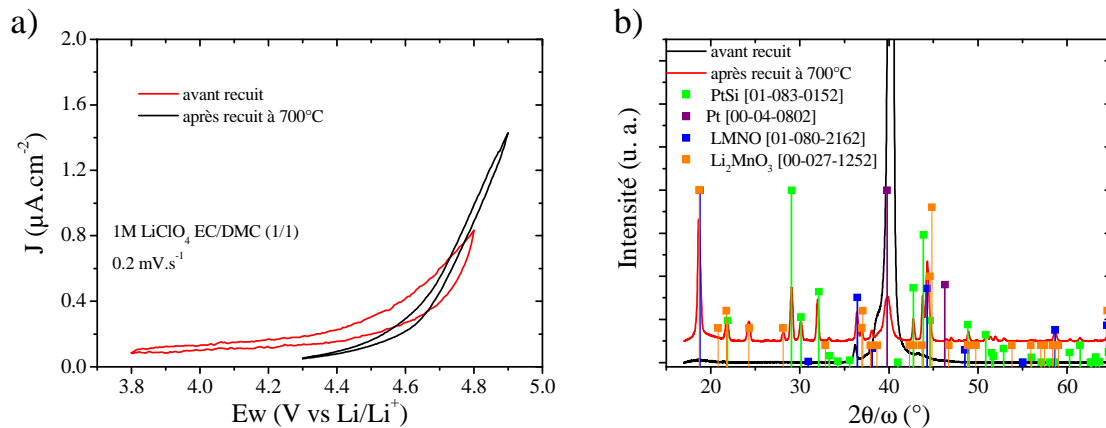 a)
2.0
1.6
1.2
0.8
0.4
0.0
J (µA.cm-2)
avant recuit
après recuit à 700°C
1M LiClO4 EC/DMC (1/1)
0.2 mV.s-1
3.8 4.0 4.2 4.4 4.6 4.8 5.0
Ew (V vs Li/Li+)
b)
Intensité (u. a.)
avant recuit
après recuit à 700°C
PtSi [01-083-0152]
Pt [00-04-0802]
LMNO [01-080-2162]
Li2MnO3 [00-027-1252]
20 30 40 50 60
2θ/ω (°)